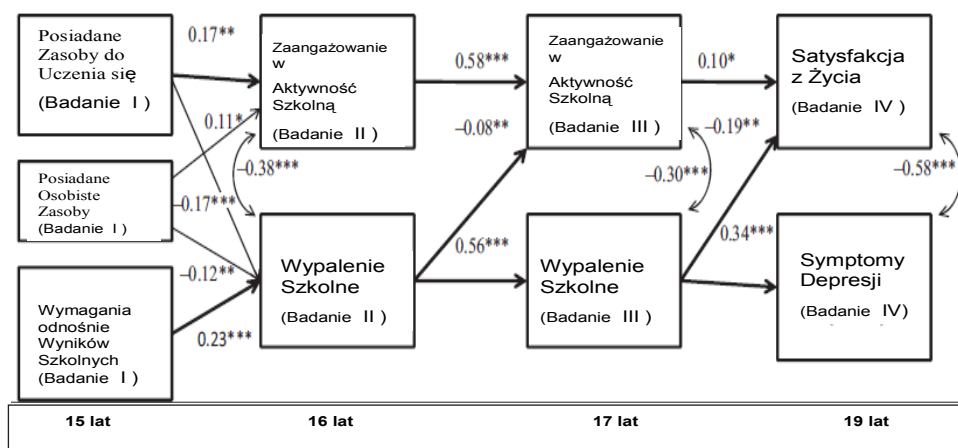 Posiadane
Zasoby do
Uczenia się
(Badanie I)
0.17**
Zaangażowanie
w
Aktywność
Szkolną
(Badanie II)
0.58***
Zaangażowanie
w
Aktywność
Szkolną
(Badanie III)
0.10*
Satysfakcja
z Życia
(Badanie IV)
0.11*
–0.08**
–0.19**
Posiadane
Osobiste
Zasoby
(Badanie I)
–0.38***
–0.30***
–0.58***
–0.17***
–0.12**
Wypalenie
Szkolne
(Badanie II)
0.56***
Wypalenie
Szkolne
(Badanie III)
0.34***
Symptomy
Depresji
(Badanie IV)
Wymagania
odnośnie
Wyników
Szkolnych
(Badanie I)
0.23***
15 lat
16 lat
17 lat
19 lat